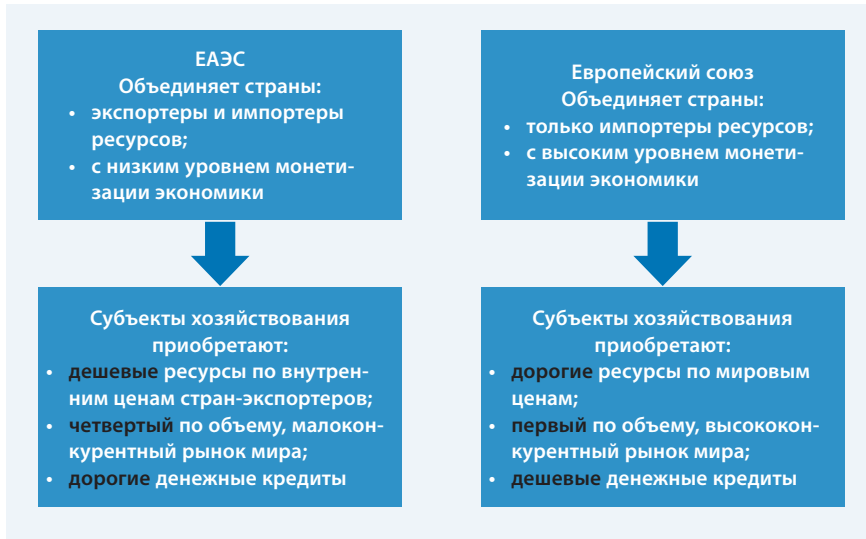 ЕАЭС
Объединяет страны:
• экспортеры и импортеры
ресурсов;
• с низким уровнем монети-
зации экономики
Европейский союз
Объединяет страны:
• только импортеры ресурсов;
• с высоким уровнем монети-
зации экономики
Субъекты хозяйствования
приобретают:
• дешевые ресурсы по внутрен-
ним ценам стран-экспортеров;
• четвертый по объему, малокон-
курентный рынок мира;
• дорогие денежные кредиты
Субъекты хозяйствования
приобретают:
• дорогие ресурсы по мировым
ценам;
• первый по объему, высококон-
курентный рынок мира;
• дешевые денежные кредиты